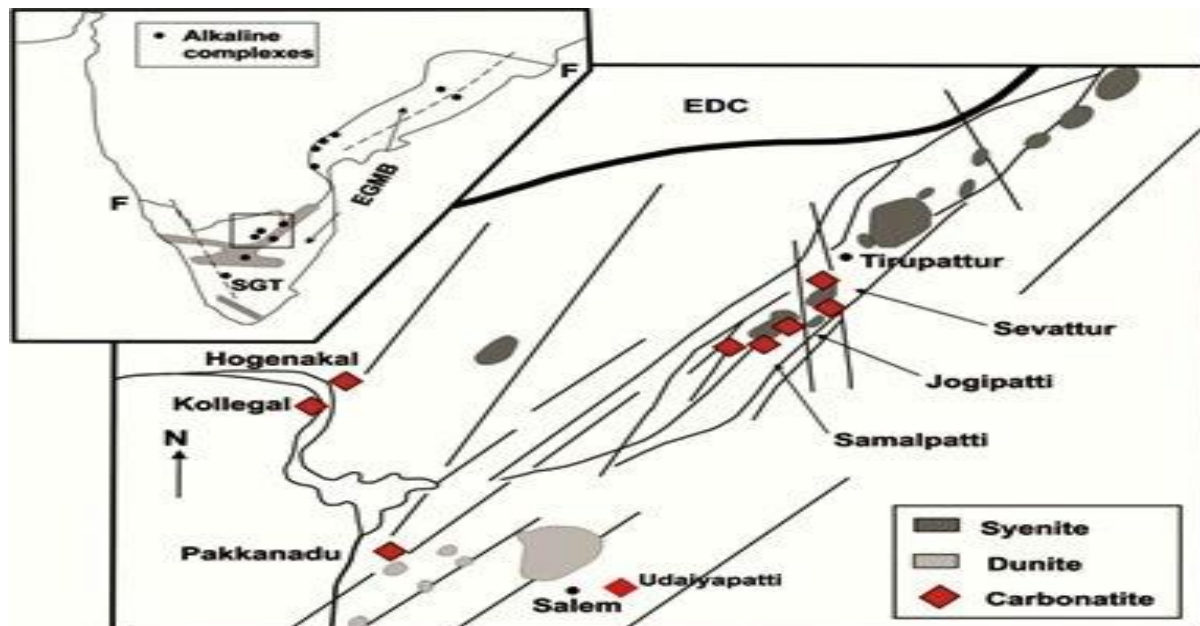 Alkaline
complexes
F
EDC
EGMB
F
SGT
Tirupattur
Sevattur
Hogenakal
Jogipatti
Kollegal
Samalpatti
N
Syenite
Pakkanadu
Dunite
Udaiyapatti
Salem
Carbonatite